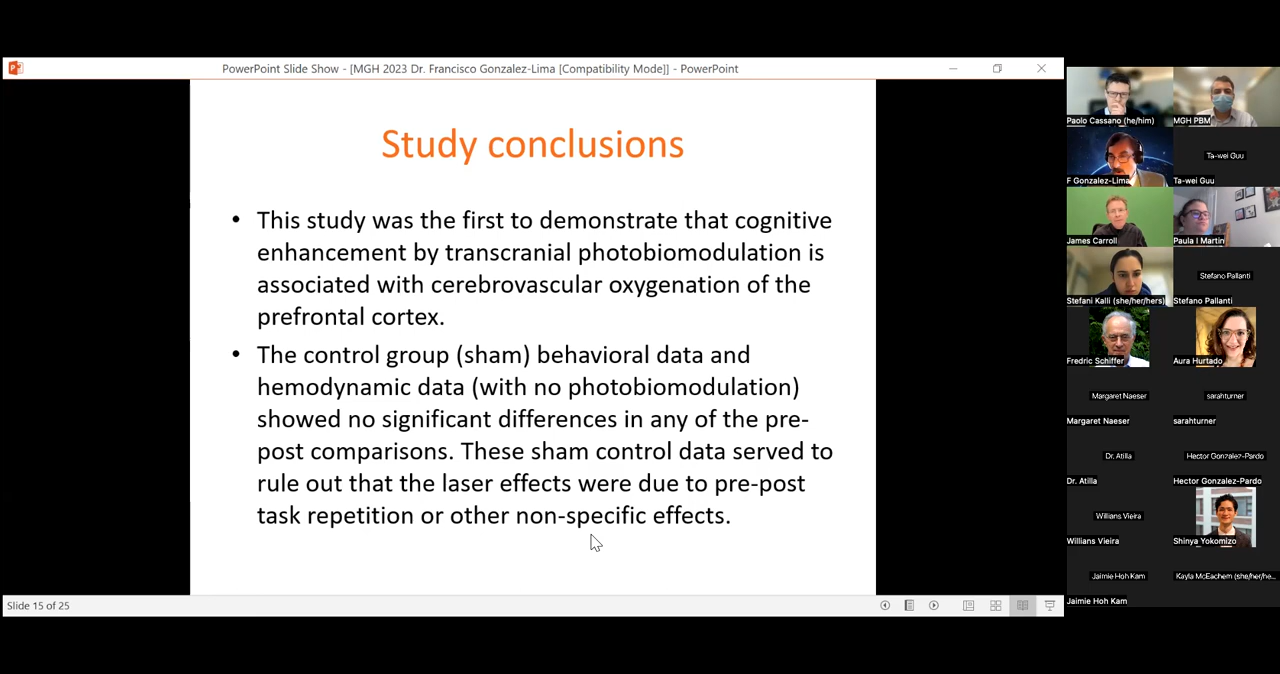 PowerPoint Slide Show - [MGH 2023 Dr. Francisco Gonzalez-Lima [Compatibility Mode]] - PowerPoint
Study conclusions
• This study was the first to demonstrate that cognitive
enhancement by transcranial photobiomodulation is
associated with cerebrovascular oxygenation of the
prefrontal cortex.
• The control group (sham) behavioral data and
hemodynamic data (with no photobiomodulation)
showed no significant differences in any of the pre-
post comparisons. These sham control data served to
rule out that the laser effects were due to pre-post
task repetition or other non-specific effects.
Slide 15 of 25
Paolo Cassano (he/him)
MGH PBM
F Gonzalez-Lima
Ta-wei Guu
Ta-wei Guu
James Carroll
Paula I Martin
Stefani Kalli (she/her/hers)
Stefano Pallanti
Stefano Pallanti
Fredric Schiffer
Aura Hurtado
Margaret Naeser
Margaret Naeser
sarahturner
sarahturner
Dr. Atilla
Dr. Atilla
Hector Gonzalez-Pardo
Hector Gonzalez-Pardo
Willians Vieira
Willians Vieira
Shinya Yokomizo
Jaimie Hoh Kam
Jaimie Hoh Kam
Kayla McEachern (she/her/he...